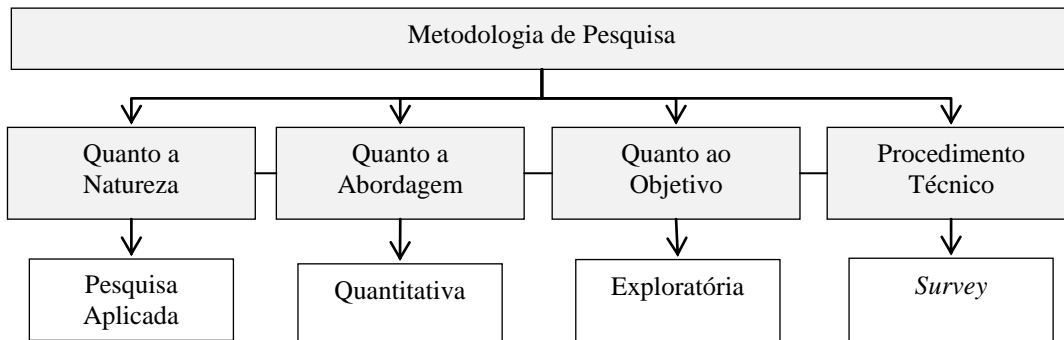 Metodologia de Pesquisa
Quanto a
Natureza
Quanto a
Abordagem
Quanto ao
Objetivo
Procedimento
Técnico
Pesquisa
Aplicada
Quantitativa
Exploratória
Survey